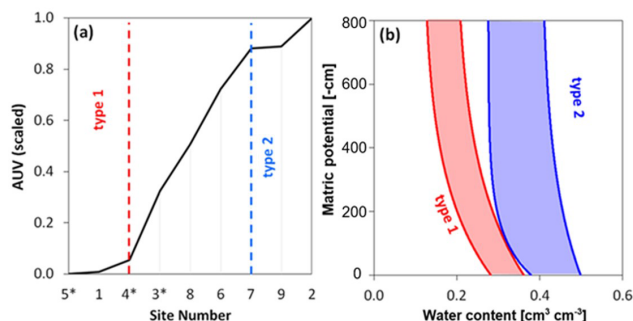 (a)
1.0
0.8
0.6
0.4
0.2
0.0
AUV (scaled)
type 1
type 2
5* 1 4* 3* 8 6 7 9 2
Site Number
(b)
800
600
400
200
0
Matric potential [-cm]
type 1
type 2
0.0 0.2 0.4 0.6
Water content [cm³ cm⁻³]